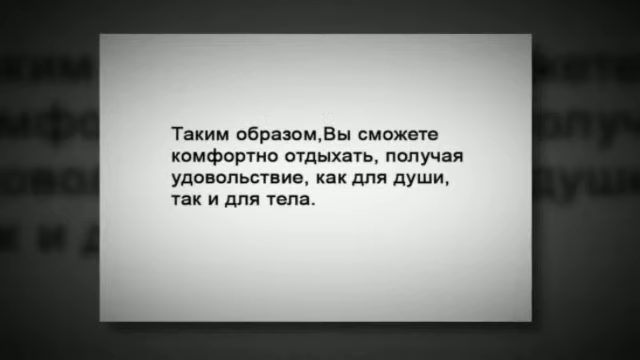 Таким образом,Вы сможете
комфортно отдыхать, получая
удовольствие, как для души,
так и для тела.